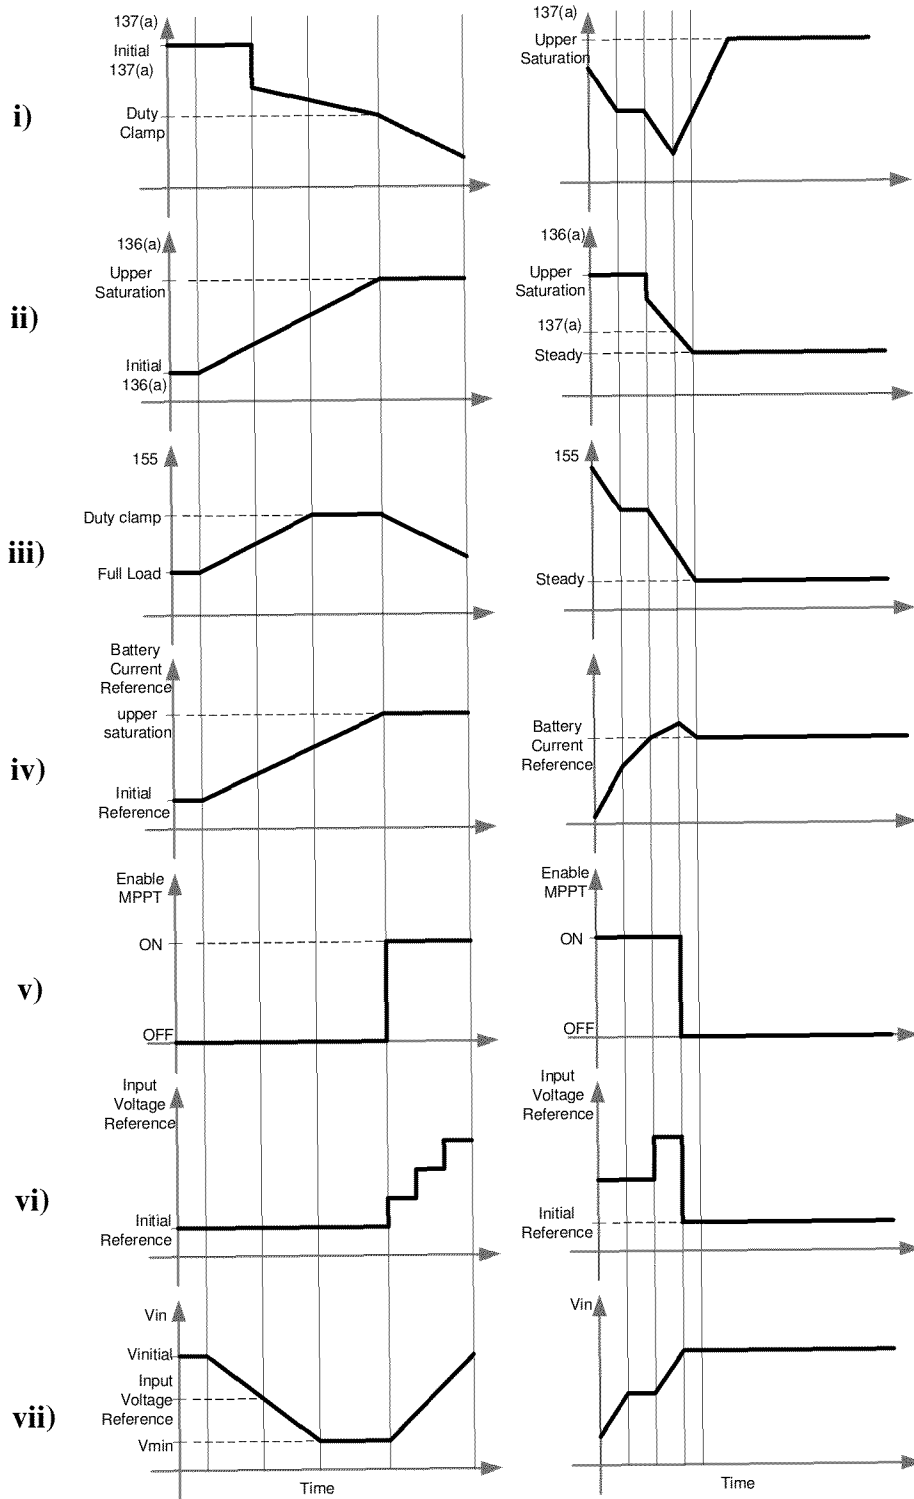 137(a)
Initial
137(a)
i)
Duty
Clamp
137(a)
Upper
Saturation
136(a)
Upper
Saturation
ii)
Initial
136(a)
136(a)
Upper
Saturation
137(a)
Steady
155
Duty clamp
iii)
Full Load
155
Steady
Battery
Current
Reference
upper
saturation
iv)
Initial
Reference
Battery
Current
Reference
Enable
MPPT
ON
v)
OFF
Enable
MPPT
ON
OFF
Input
Voltage
Reference
vi)
Initial
Reference
Input
Voltage
Reference
Initial
Reference
Vin
Vinitial
Input
Voltage
Reference
vii)
Vmin
Time
Vin
Time